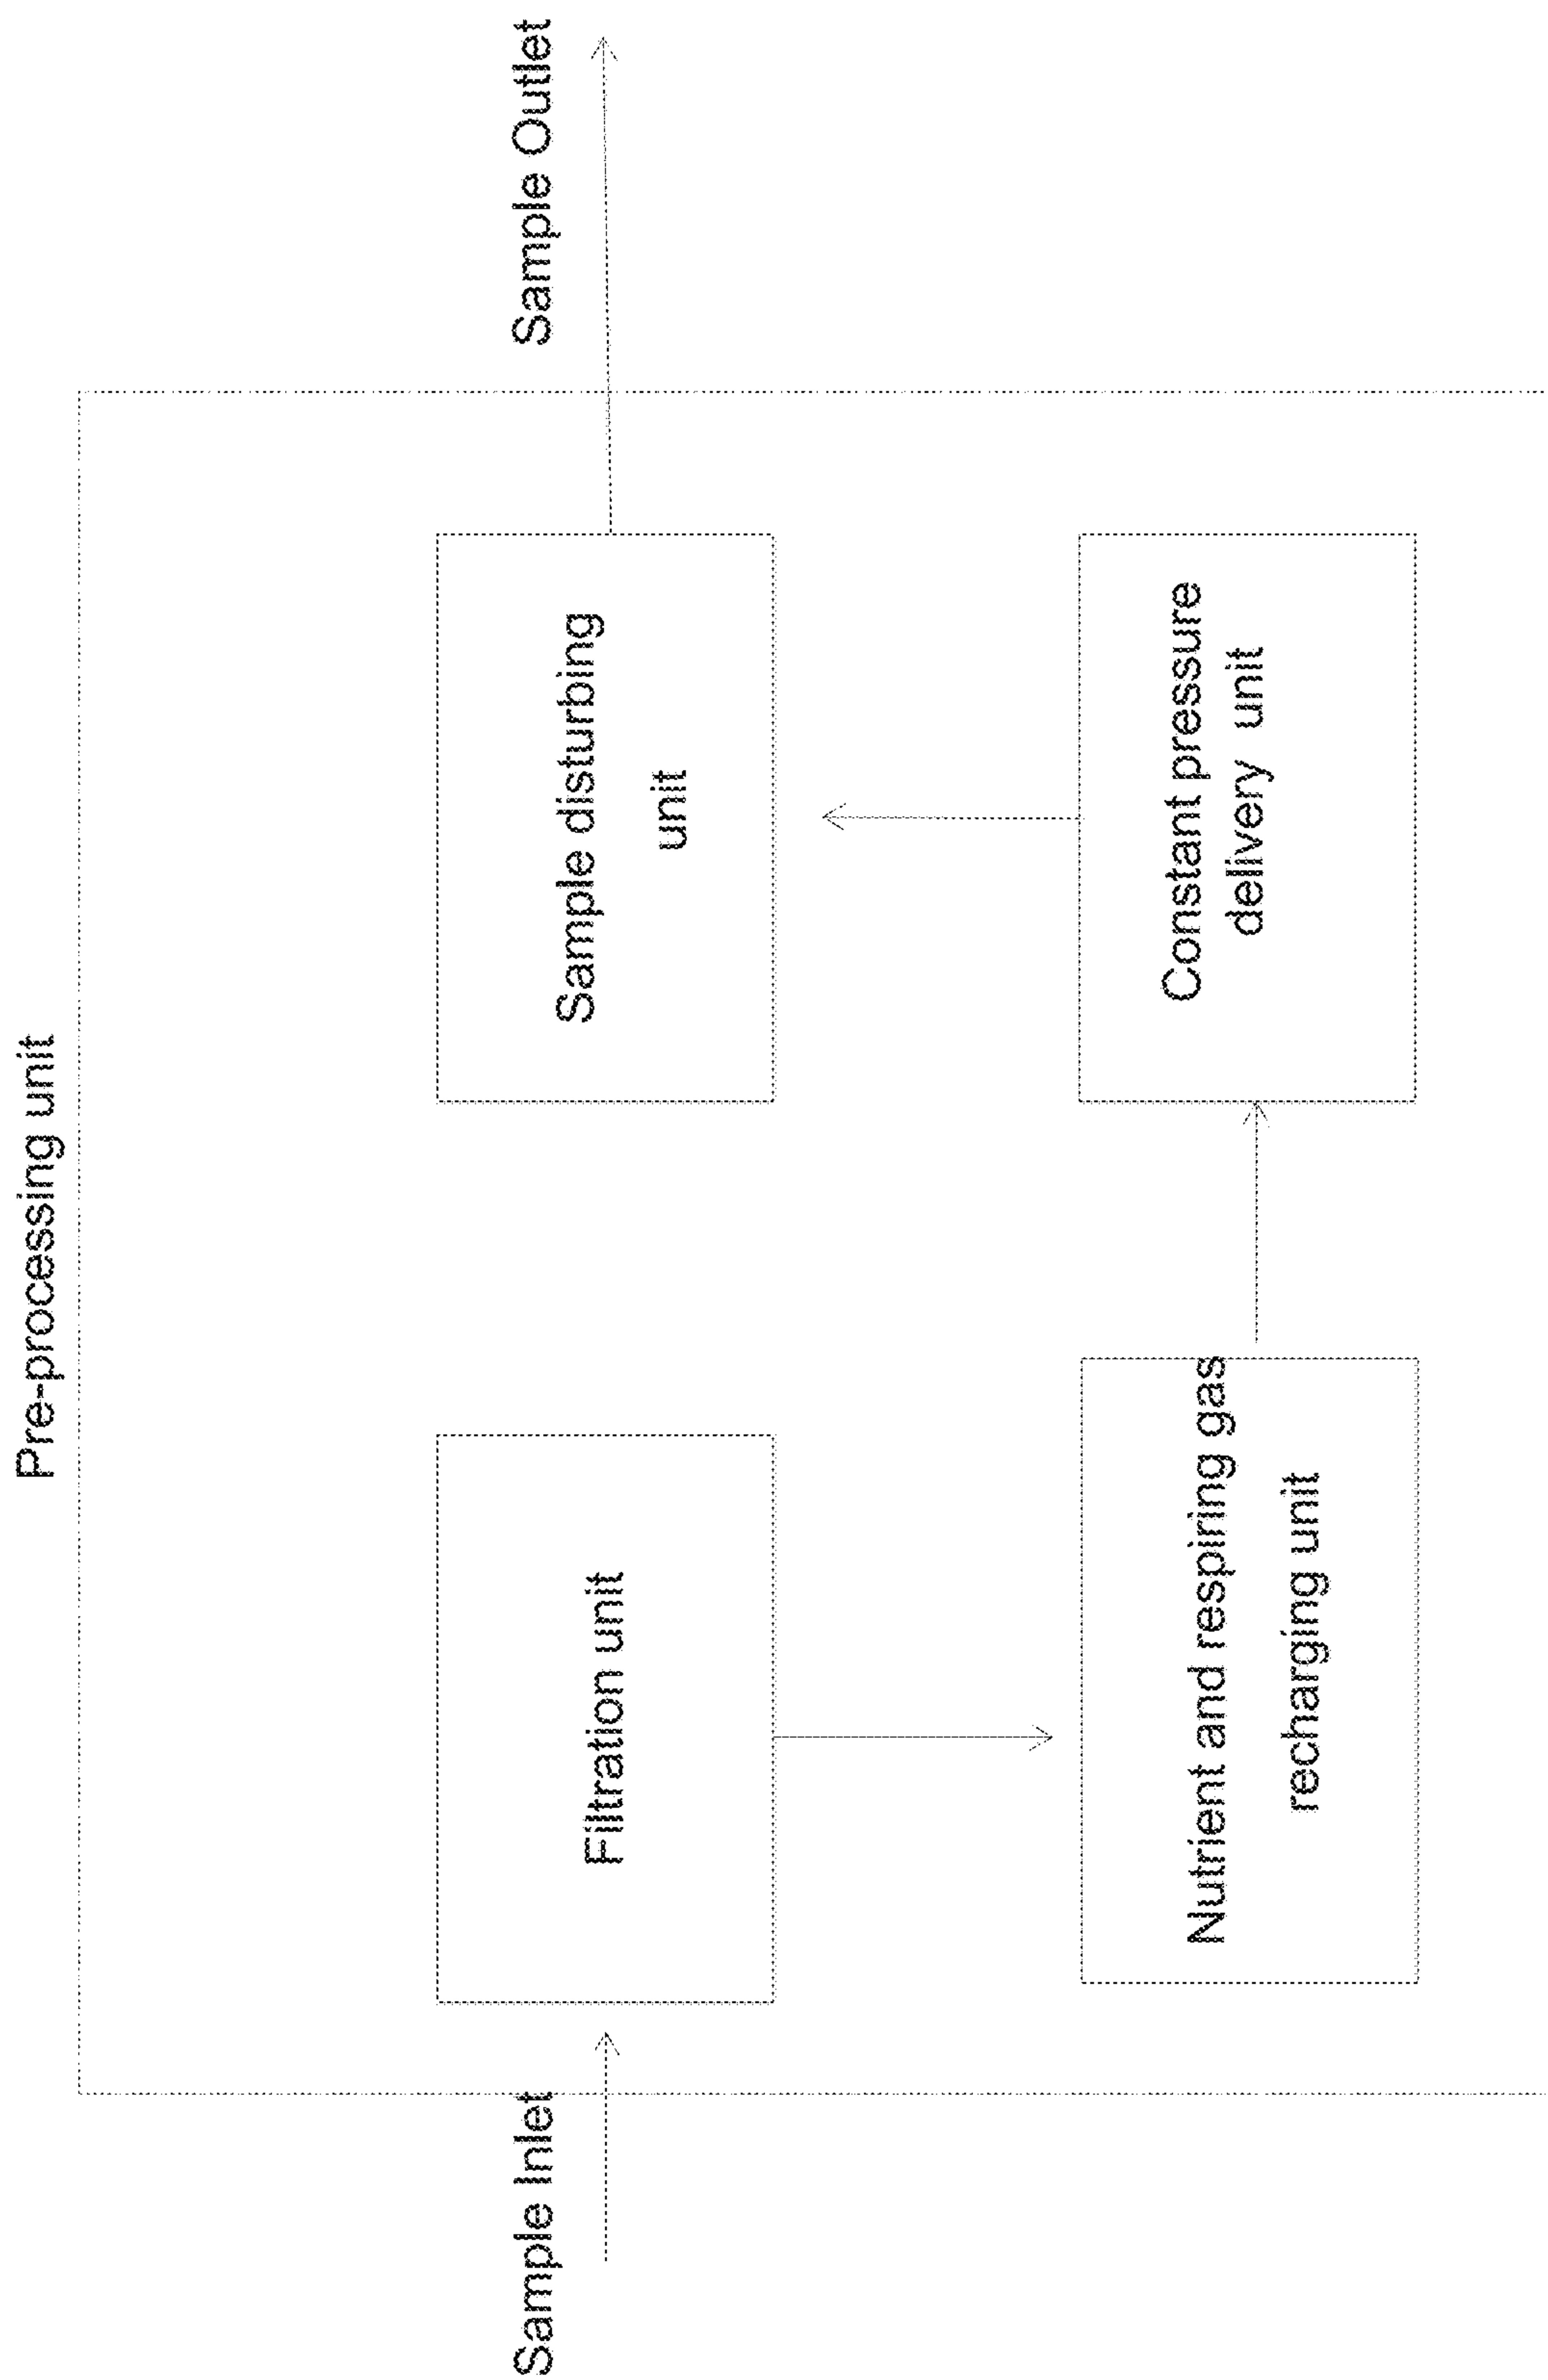 Pre-processing unit
Sample Inlet
Filtration unit
Sample disturbing
unit
Sample Outlet
Nutrient and respiring gas
recharging unit
Constant pressure
delivery unit